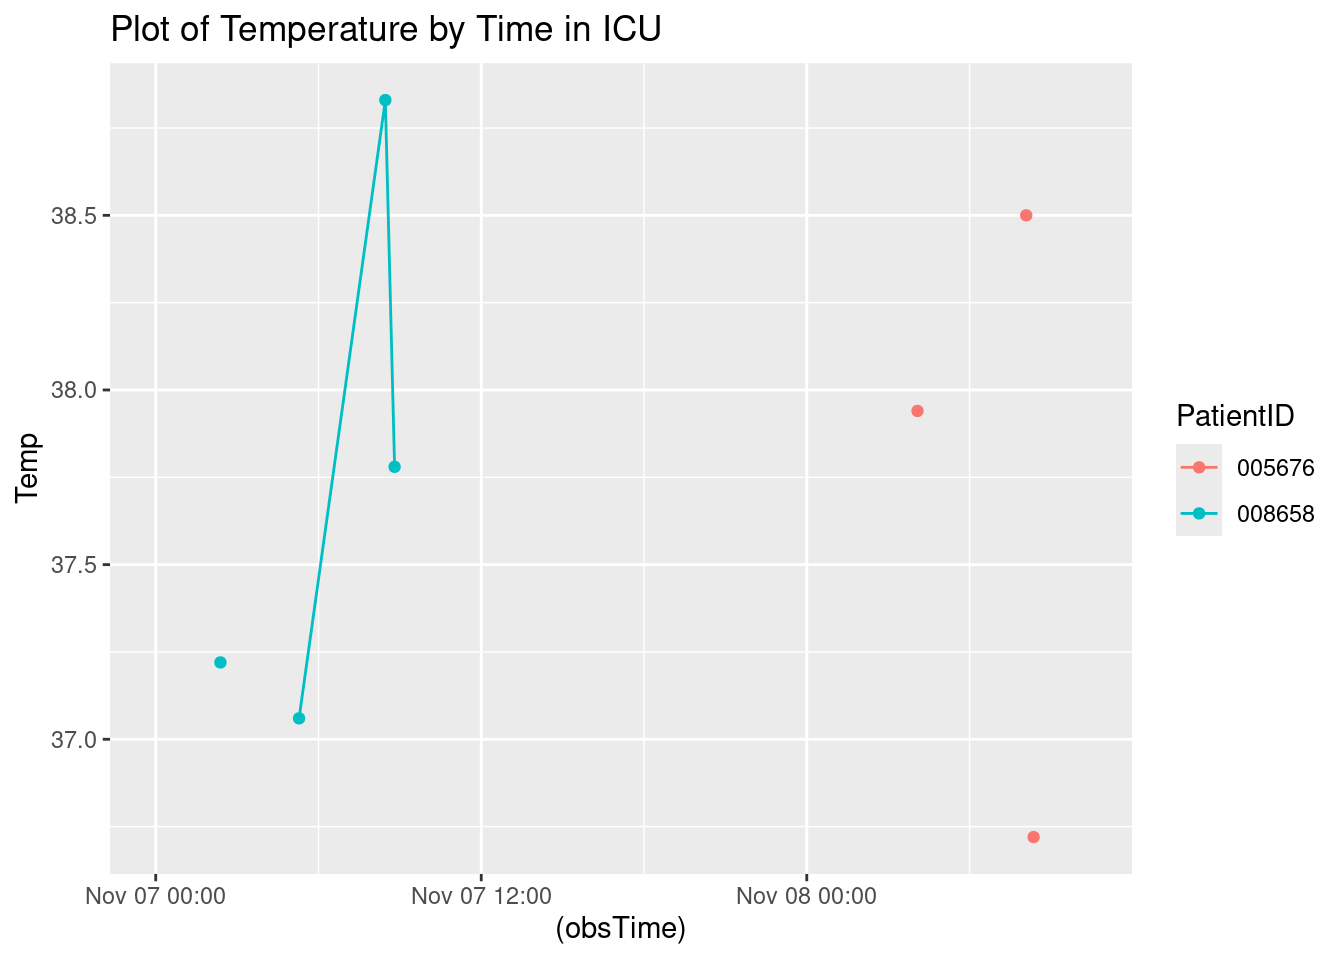 Plot of Temperature by Time in ICU
38.5
38.0
37.5
37.0
Temp
Nov 07 00:00
Nov 07 12:00
Nov 08 00:00
(obsTime)
PatientID
005676
008658